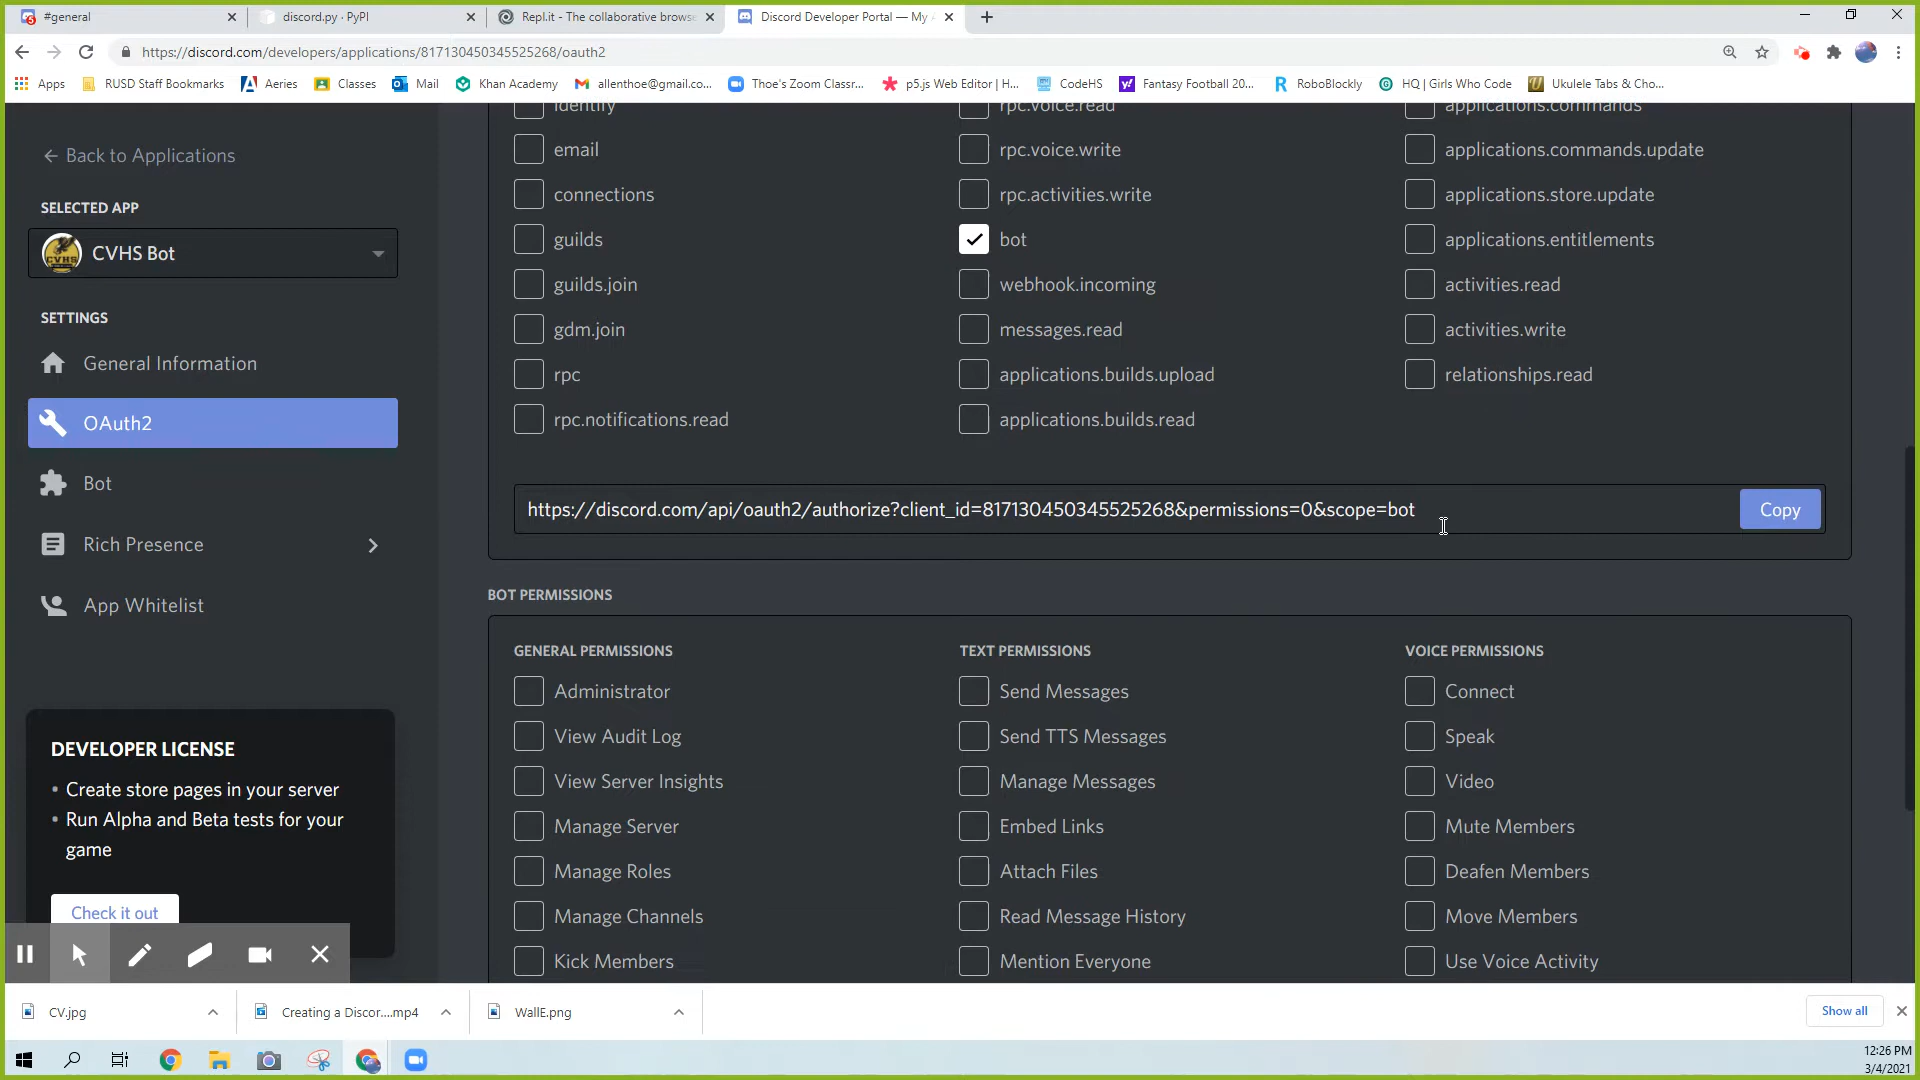 #general
discord.py · PyPI
Repl.it - The collaborative browse
Discord Developer Portal — My
https://discord.com/developers/applications/817130450345525268/oauth2
Apps
RUSD Staff Bookmarks
Aeries
Classes
Mail
Khan Academy
allenthoe@gmail.co...
Thoe's Zoom Classr...
p5.js Web Editor | H...
CodeHS
Fantasy Football '20...
RoboBlockly
HQ | Girls Who Code
Ukulele Tabs & Cho...
Back to Applications
SELECTED APP
CVHS Bot
SETTINGS
General Information
OAuth2
Bot
Rich Presence
App Whitelist
DEVELOPER LICENSE
• Create store pages in your server
• Run Alpha and Beta tests for your
game
Check it out
identify
email
connections
guilds
guilds.join
gdm.join
rpc
rpc.notifications.read
rpc.voice.read
rpc.voice.write
rpc.activities.write
bot
webhook.incoming
messages.read
applications.builds.upload
applications.builds.read
applications.commands
applications.commands.update
applications.store.update
applications.entitlements
activities.read
activities.write
relationships.read
https://discord.com/api/oauth2/authorize?client_id=817130450345525268&permissions=0&scope=bot
Copy
BOT PERMISSIONS
GENERAL PERMISSIONS
Administrator
View Audit Log
View Server Insights
Manage Server
Manage Roles
Manage Channels
Kick Members
TEXT PERMISSIONS
Send Messages
Send TTS Messages
Manage Messages
Embed Links
Attach Files
Read Message History
Mention Everyone
VOICE PERMISSIONS
Connect
Speak
Video
Mute Members
Deafen Members
Move Members
Use Voice Activity
CV.jpg
Creating a Discor....mp4
WallE.png
Show all
12:26 PM
3/4/2021